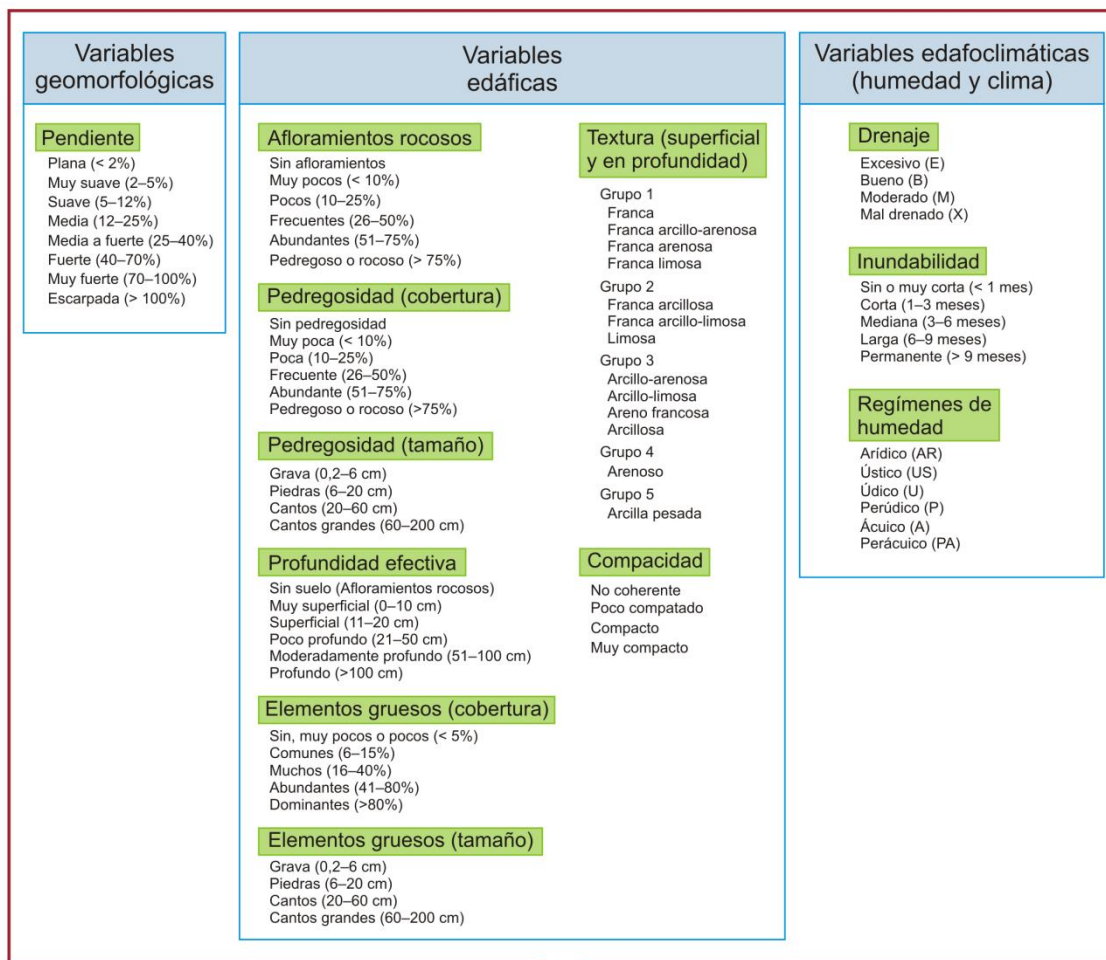 Variables
geomorfológicas
Pendiente
Plana (< 2%)
Muy suave (2–5%)
Suave (5–12%)
Media (12–25%)
Media a fuerte (25–40%)
Fuerte (40–70%)
Muy fuerte (70–100%)
Escarpada (> 100%)
Variables
edáficas
Afloramientos rocosos
Sin afloramientos
Muy pocos (< 10%)
Pocos (10–25%)
Frecuentes (26–50%)
Abundantes (51–75%)
Pedregoso o rocoso (> 75%)
Pedregosidad (cobertura)
Sin pedregosidad
Muy poca (< 10%)
Poca (10–25%)
Frecuente (26–50%)
Abundante (51–75%)
Pedregoso o rocoso (>75%)
Pedregosidad (tamaño)
Grava (0,2–6 cm)
Piedras (6–20 cm)
Cantos (20–60 cm)
Cantos grandes (60–200 cm)
Profundidad efectiva
Sin suelo (Afloramientos rocosos)
Muy superficial (0–10 cm)
Superficial (11–20 cm)
Poco profundo (21–50 cm)
Moderadamente profundo (51–100 cm)
Profundo (>100 cm)
Elementos gruesos (cobertura)
Sin, muy pocos o pocos (< 5%)
Comunes (6–15%)
Muchos (16–40%)
Abundantes (41–80%)
Dominantes (>80%)
Elementos gruesos (tamaño)
Grava (0,2–6 cm)
Piedras (6–20 cm)
Cantos (20–60 cm)
Cantos grandes (60–200 cm)
Textura (superficial
y en profundidad)
Grupo 1
Franca
Franca arcillo-arenosa
Franca arenosa
Franca limosa
Grupo 2
Franca arcillosa
Franca arcillo-limosa
Limosa
Grupo 3
Arcillo-arenosa
Arcillo-limosa
Areno francosa
Arcillosa
Grupo 4
Arenoso
Grupo 5
Arcilla pesada
Compacidad
No coherente
Poco compatado
Compacto
Muy compacto
Variables edafoclimáticas
(humedad y clima)
Drenaje
Excesivo (E)
Bueno (B)
Moderado (M)
Mal drenado (X)
Inundabilidad
Sin o muy corta (< 1 mes)
Corta (1–3 meses)
Mediana (3–6 meses)
Larga (6–9 meses)
Permanente (> 9 meses)
Regímenes de
humedad
Arídico (AR)
Ústico (US)
Údico (U)
Perúdico (P)
Ácuico (A)
Perácuico (PA)